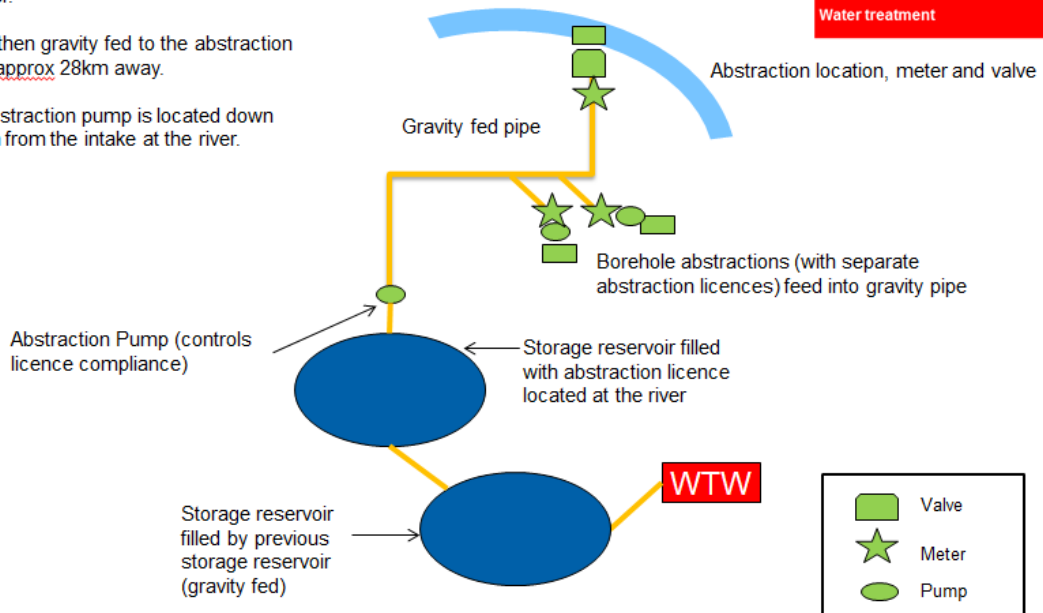 er.
then gravity fed to the abstraction
approx 28km away.
straction pump is located down
from the intake at the river.
Water treatment
Abstraction location, meter and valve
Gravity fed pipe
Borehole abstractions (with separate
abstraction licences) feed into gravity pipe
Abstraction Pump (controls
licence compliance)
Storage reservoir filled
with abstraction licence
located at the river
WTW
Storage reservoir
filled by previous
storage reservoir
(gravity fed)
Valve
Meter
Pump